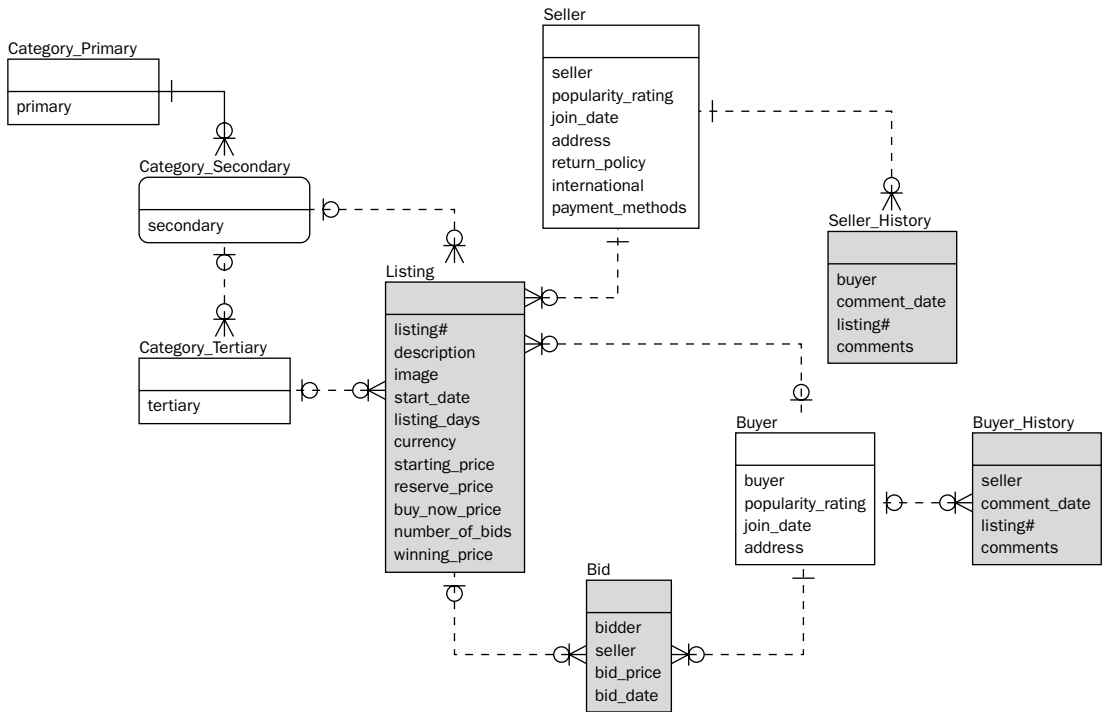 Category_Primary
primary
Category_Secondary
secondary
Category_Tertiary
tertiary
Seller
seller
popularity_rating
join_date
address
return_policy
international
payment_methods
Seller_History
buyer
comment_date
listing#
comments
Listing
listing#
description
image
start_date
listing_days
currency
starting_price
reserve_price
buy_now_price
number_of_bids
winning_price
Buyer
buyer
popularity_rating
join_date
address
Buyer_History
seller
comment_date
listing#
comments
Bid
bidder
seller
bid_price
bid_date